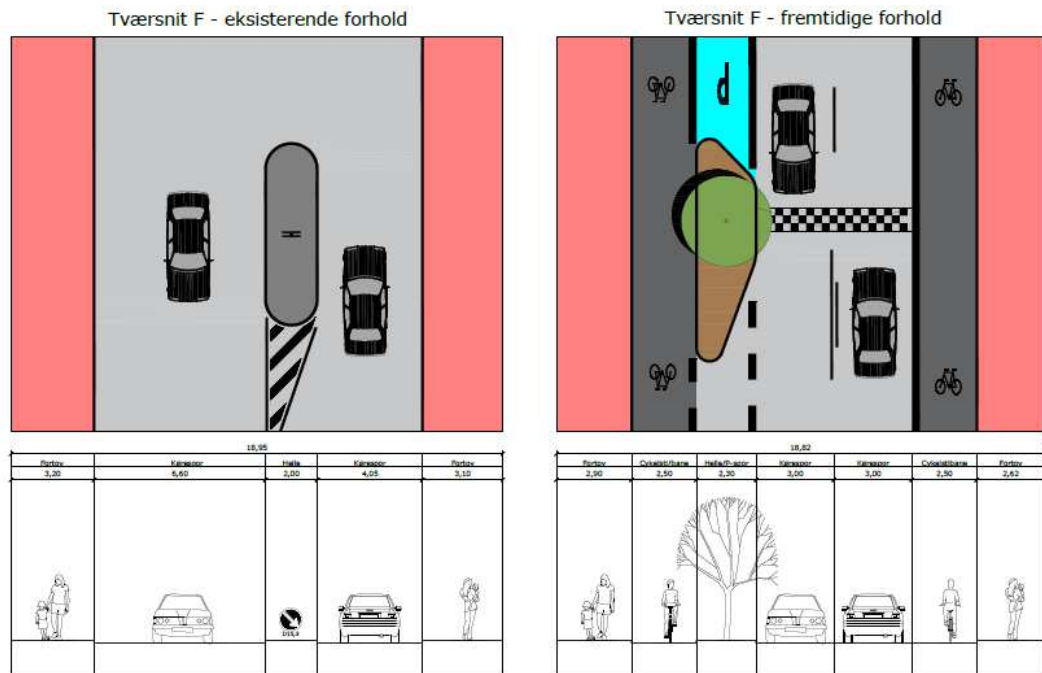 Tværsnit F - eksisterende forhold
18,95
Fortov Kørespor Helle Kørespor Fortov
3,20 6,60 2,00 4,05 3,10
D15,3
Tværsnit F - fremtidige forhold
P
18,82
Fortov Cykelsti/bane Helle/P-spor Kørespor Kørespor Cykelsti/bane Fortov
2,90 2,50 2,30 3,00 3,00 2,50 2,62